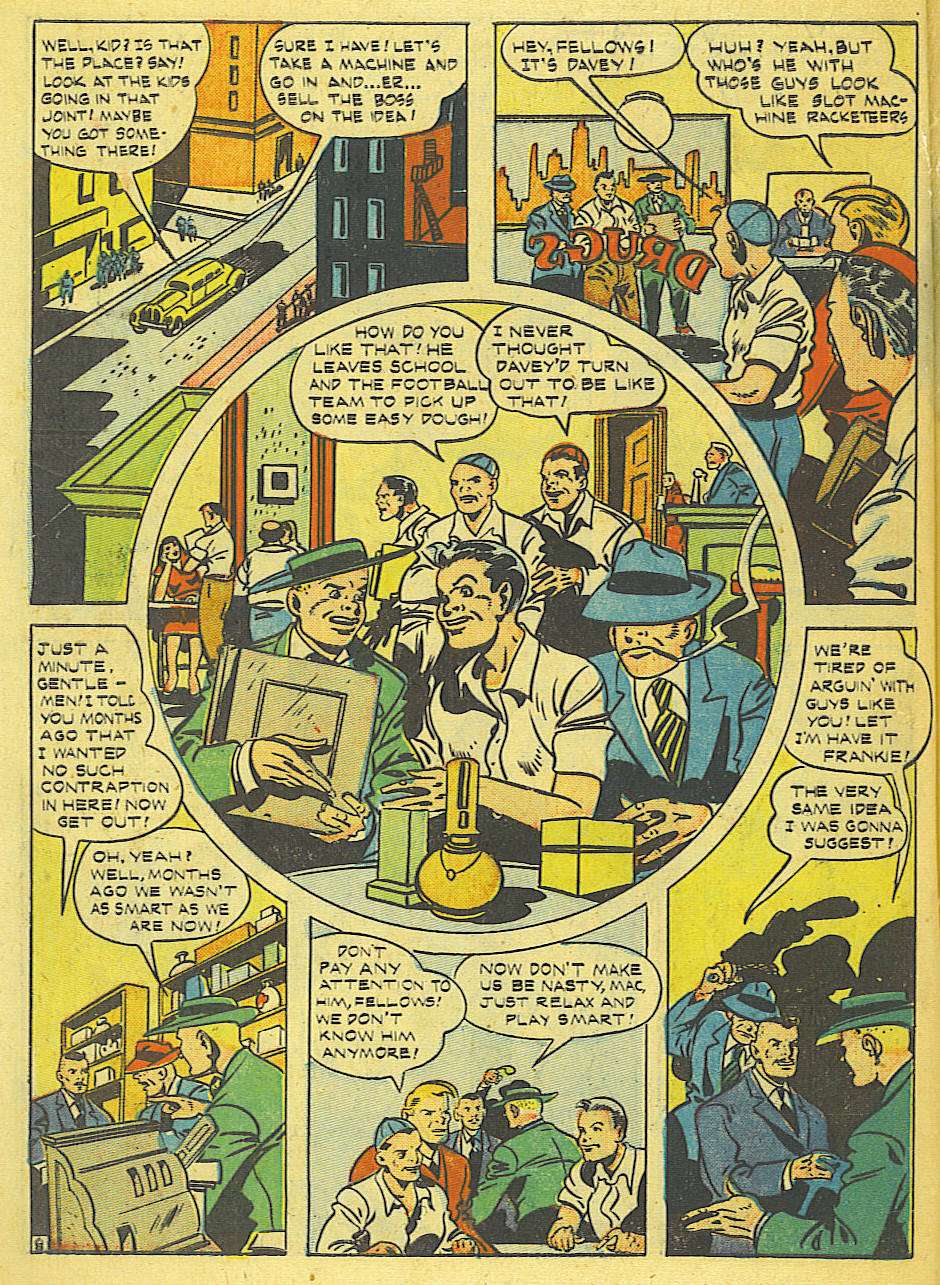 WELL, KID? IS THAT
THE PLACE? SAY!
LOOK AT THE KIDS
GOING IN THAT
JOINT! MAYBE
YOU GOT SOME-
THING THERE!
SURE I HAVE! LET'S
TAKE A MACHINE AND
GO IN AND...ER...
SELL THE BOSS
ON THE IDEA!
HEY, FELLOWS!
IT'S DAVEY!
HUH? YEAH, BUT
WHO'S HE WITH
THOSE GUYS LOOK
LIKE SLOT MAC-
HINE RACKETEERS
DRUGS
HOW DO YOU
LIKE THAT! HE
LEAVES SCHOOL
AND THE FOOTBALL
TEAM TO PICK UP
SOME EASY DOUGH!
I NEVER
THOUGHT
DAVEY'D TURN
OUT TO BE LIKE
THAT!
JUST A
MINUTE,
GENTLE-
MEN! I TOLD
YOU MONTHS
AGO THAT
I WANTED
NO SUCH
CONTRAPTION
IN HERE! NOW
GET OUT!
OH, YEAH?
WELL, MONTHS
AGO WE WASN'T
AS SMART AS WE
ARE NOW!
DON'T
PAY ANY
ATTENTION TO
HIM, FELLOWS!
WE DON'T
KNOW HIM
ANYMORE!
NOW DON'T MAKE
US BE NASTY, MAC,
JUST RELAX AND
PLAY SMART!
WE'RE
TIRED OF
ARGUIN' WITH
GUYS LIKE
YOU! LET
I'M HAVE IT
FRANKIE!
THE VERY
SAME IDEA
I WAS GONNA
SUGGEST!